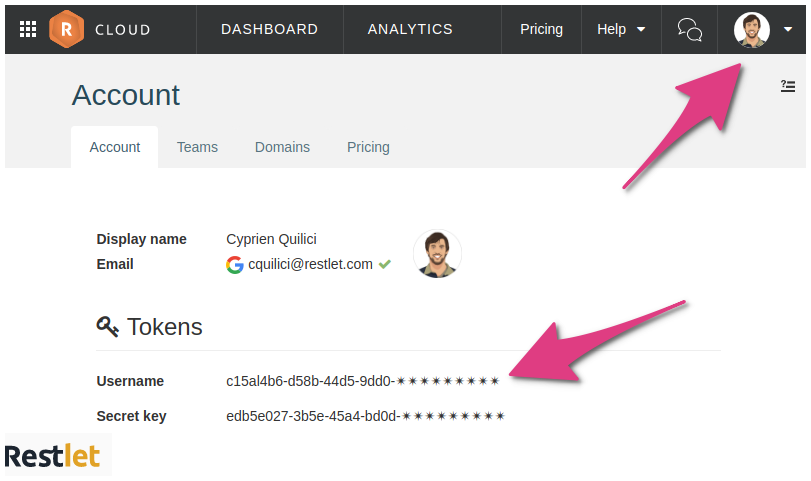 R CLOUD DASHBOARD ANALYTICS Pricing Help
Account
Account Teams Domains Pricing
Display name Cyprien Quilici
Email cquilici@restlet.com
Tokens
Username c15al4b6-d58b-44d5-9dd0-✶✶✶✶✶✶✶✶✶
Secret key edb5e027-3b5e-45a4-bd0d-✶✶✶✶✶✶✶✶✶
Restlet